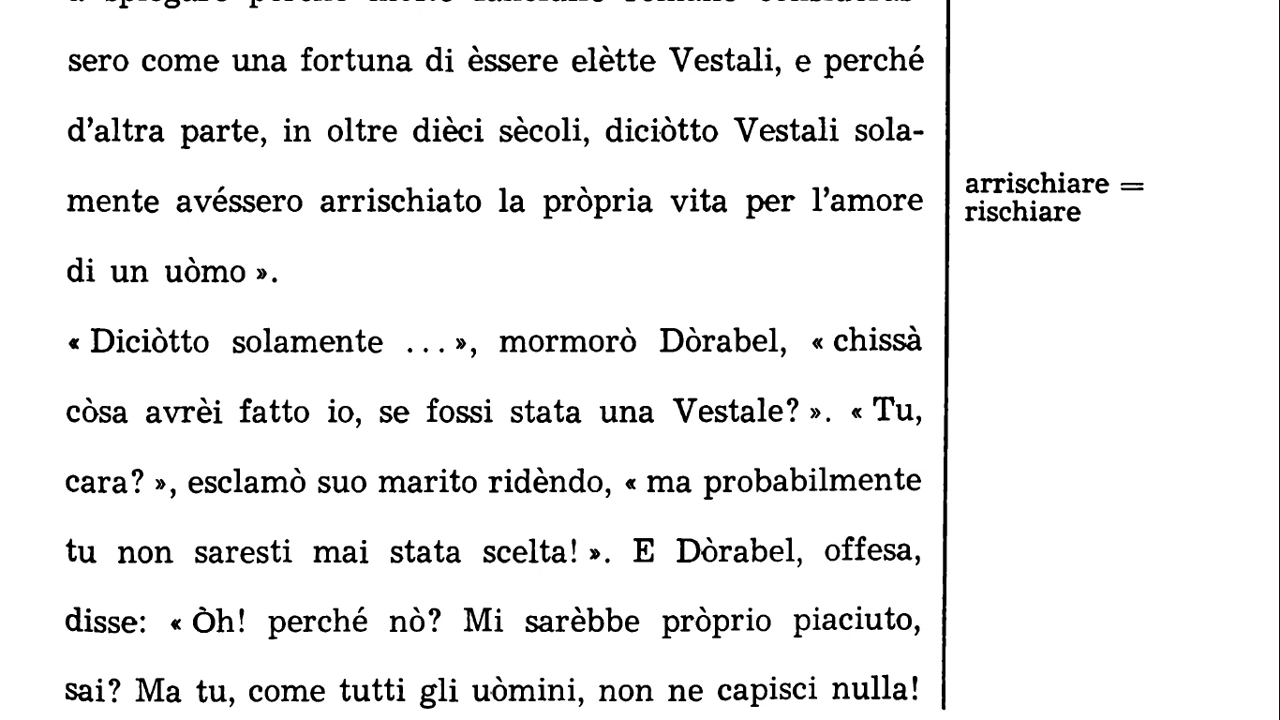 sero come una fortuna di èssere elètte Vestali, e perché
d'altra parte, in oltre dièci sècoli, diciòtto Vestali sola-
mente avéssero arrischiato la pròpria vita per l'amore
di un uòmo ».
« Diciòtto solamente ... », mormorò Dòrabel, « chissà
còsa avrèi fatto io, se fossi stata una Vestale? ». « Tu,
cara? », esclamò suo marito ridèndo, « ma probabilmente
tu non saresti mai stata scelta! ». E Dòrabel, offesa,
disse: « Òh! perché nò? Mi sarèbbe pròprio piaciuto,
sai? Ma tu, come tutti gli uòmini, non ne capisci nulla!
arrischiare =
rischiare